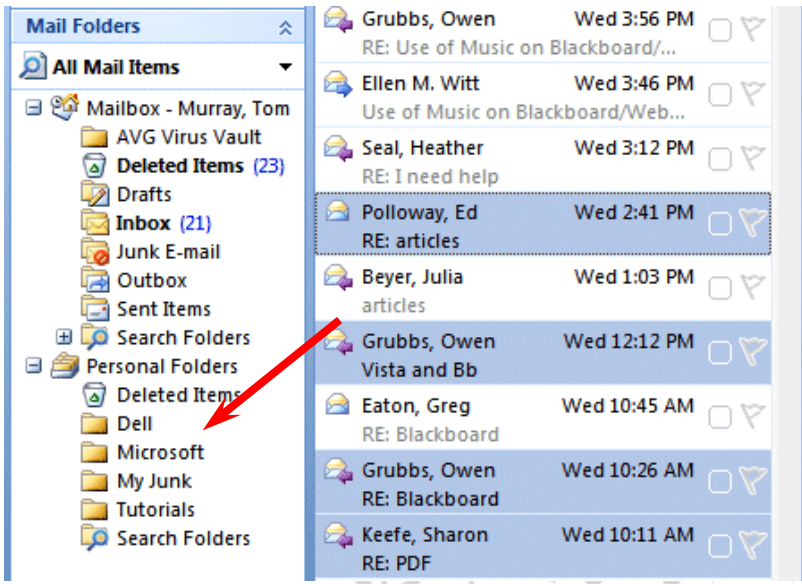 Mail Folders
All Mail Items
Mailbox - Murray, Tom
AVG Virus Vault
Deleted Items (23)
Drafts
Inbox (21)
Junk E-mail
Outbox
Sent Items
Search Folders
Personal Folders
Deleted Items
Dell
Microsoft
My Junk
Tutorials
Search Folders
Grubbs, Owen Wed 3:56 PM
RE: Use of Music on Blackboard/...
Ellen M. Witt Wed 3:46 PM
Use of Music on Blackboard/Web...
Seal, Heather Wed 3:12 PM
RE: I need help
Polloway, Ed Wed 2:41 PM
RE: articles
Beyer, Julia Wed 1:03 PM
articles
Grubbs, Owen Wed 12:12 PM
Vista and Bb
Eaton, Greg Wed 10:45 AM
RE: Blackboard
Grubbs, Owen Wed 10:26 AM
RE: Blackboard
Keefe, Sharon Wed 10:11 AM
RE: PDF